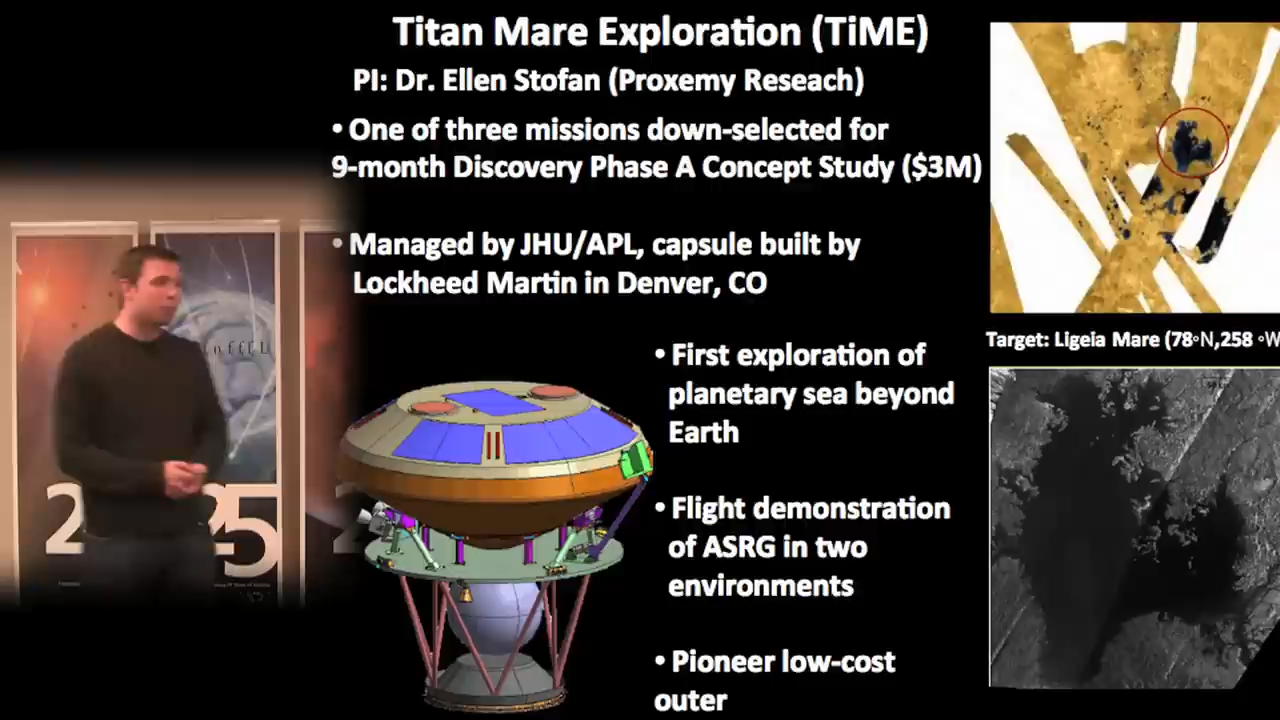 Titan Mare Exploration (TiME)
PI: Dr. Ellen Stofan (Proxemy Reseach)
• One of three missions down-selected for
9-month Discovery Phase A Concept Study ($3M)
• Managed by JHU/APL, capsule built by
Lockheed Martin in Denver, CO
• First exploration of
planetary sea beyond
Earth
• Flight demonstration
of ASRG in two
environments
• Pioneer low-cost
outer
Target: Ligeia Mare (78◦N,258 ◦W
25
2